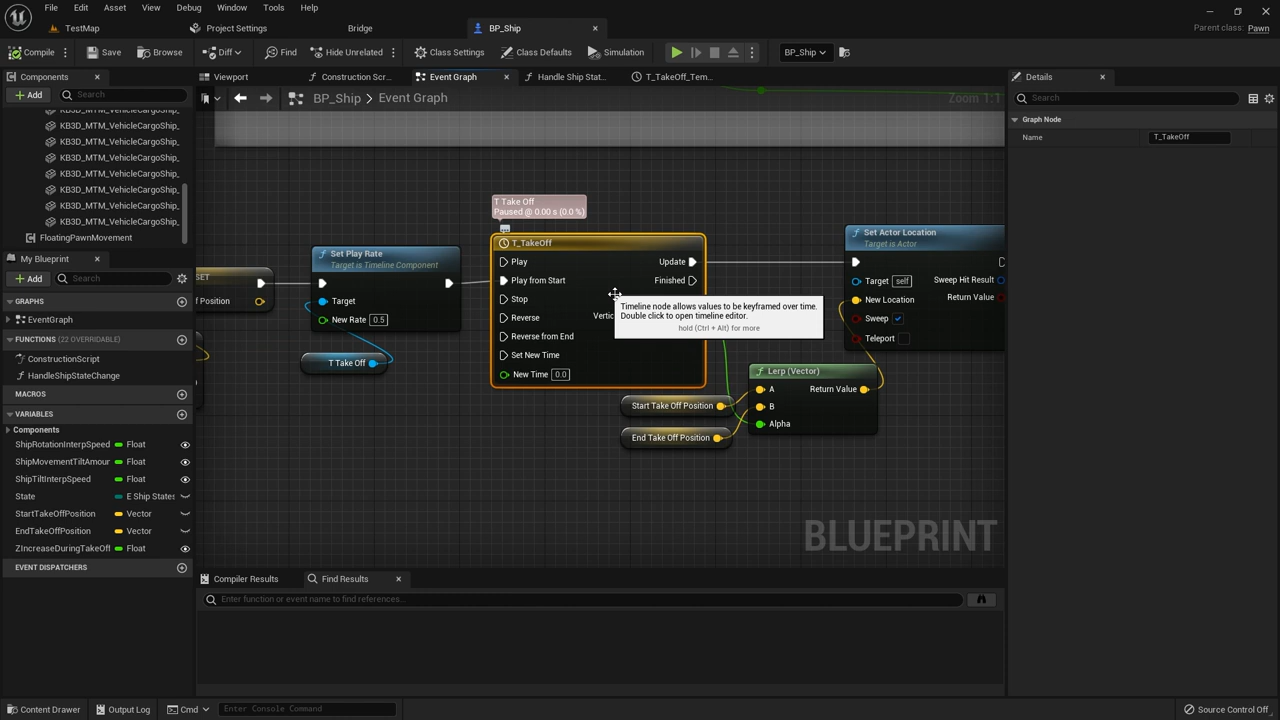 File
Edit
Asset
View
Debug
Window
Tools
Help
TestMap
Project Settings
Bridge
BP_Ship
Parent class: Pawn
Compile
Save
Browse
Diff
Find
Hide Unrelated
Class Settings
Class Defaults
Simulation
BP_Ship
Components
Viewport
Construction Scr...
Event Graph
Handle Ship Stat...
T_TakeOff_Tem...
Details
Add
Search
BP_Ship > Event Graph
Zoom 1:1
Search
KB3D_MTM_VehicleCargoShip_
KB3D_MTM_VehicleCargoShip_
KB3D_MTM_VehicleCargoShip_
KB3D_MTM_VehicleCargoShip_
KB3D_MTM_VehicleCargoShip_
KB3D_MTM_VehicleCargoShip_
KB3D_MTM_VehicleCargoShip_
KB3D_MTM_VehicleCargoShip_
FloatingPawnMovement
Graph Node
Name
T_TakeOff
My Blueprint
Add
Search
GRAPHS
EventGraph
FUNCTIONS (22 OVERRIDABLE)
ConstructionScript
HandleShipStateChange
MACROS
VARIABLES
Components
ShipRotationInterpSpeed
Float
ShipMovementTiltAmour
Float
ShipTiltInterpSpeed
Float
State
E Ship States
StartTakeOffPosition
Vector
EndTakeOffPosition
Vector
ZIncreaseDuringTakeOff
Float
EVENT DISPATCHERS
SET
f Position
Set Play Rate
Target is Timeline Component
Target
New Rate 0.5
T Take Off
T Take Off
Paused @ 0.00 s (0.0 %)
T_TakeOff
Play
Update
Play from Start
Finished
Stop
Reverse
Vertic
Reverse from End
Set New Time
New Time 0.0
Timeline node allows values to be keyframed over time.
Double click to open timeline editor.
hold (Ctrl + Alt) for more
Set Actor Location
Target is Actor
Target self
Sweep Hit Result
New Location
Return Value
Sweep
Teleport
Lerp (Vector)
A
Return Value
B
Alpha
Start Take Off Position
End Take Off Position
BLUEPRINT
Compiler Results
Find Results
Enter function or event name to find references...
Content Drawer
Output Log
Cmd
Enter Console Command
Source Control Off